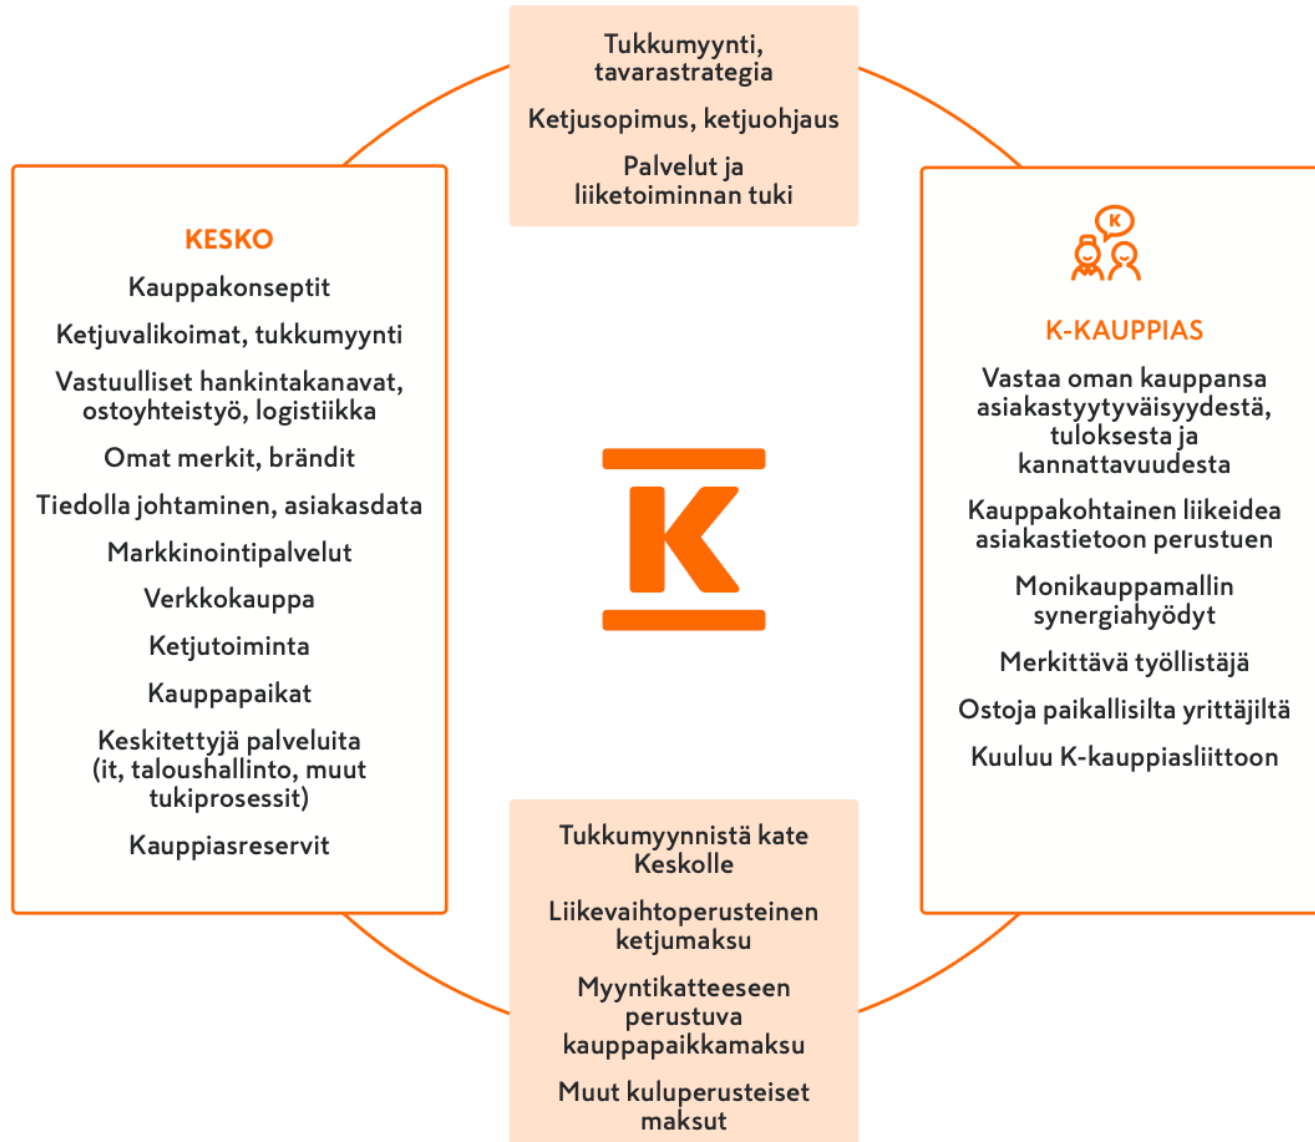 Tukkumyynti,
tavarastrategia
Ketjusopimus, ketjuohjaus
Palvelut ja
liiketoiminnan tuki
KESKO
Kauppakonseptit
Ketjuvalikoimat, tukkumyynti
Vastuulliset hankintakanavat,
ostoyhteistyö, logistiikka
Omat merkit, brändit
Tiedolla johtaminen, asiakasdata
Markkinointipalvelut
Verkkokauppa
Ketjutoiminta
Kauppapaikat
Keskitettyjä palveluita
(it, taloushallinto, muut
tukiprosessit)
Kauppiasreservit
K
K
K-KAUPPIAS
Vastaa oman kauppansa
asiakastyytyväisyydestä,
tuloksesta ja
kannattavuudesta
Kauppakohtainen liikeidea
asiakastietoon perustuen
Monikauppamallin
synergiahyödyt
Merkittävä työllistäjä
Ostoja paikallisilta yrittäjiltä
Kuuluu K-kauppiasliittoon
Tukkumyynnistä kate
Keskolle
Liikevaihtoperusteinen
ketjumaksu
Myyntikatteeseen
perustuva
kauppapaikkamaksu
Muut kuluperusteiset
maksut